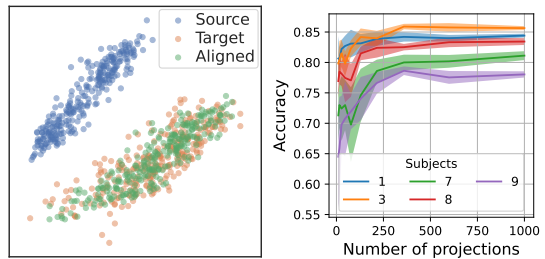 Source
Target
Aligned
Accuracy
0.85
0.80
0.75
0.70
0.65
0.60
0.55
Subjects
1 7 9
3 8
0 250 500 750 1000
Number of projections